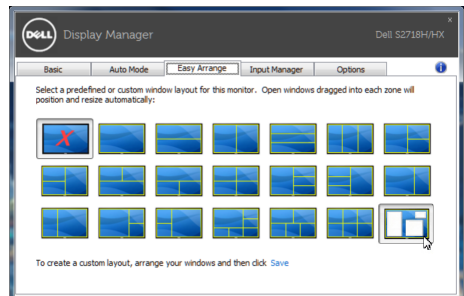 DELL Display Manager
x
Dell S2718H/HX
Basic Auto Mode Easy Arrange Input Manager Options i
Select a predefined or custom window layout for this monitor. Open windows dragged into each zone will
position and resize automatically:
X
To create a custom layout, arrange your windows and then click Save